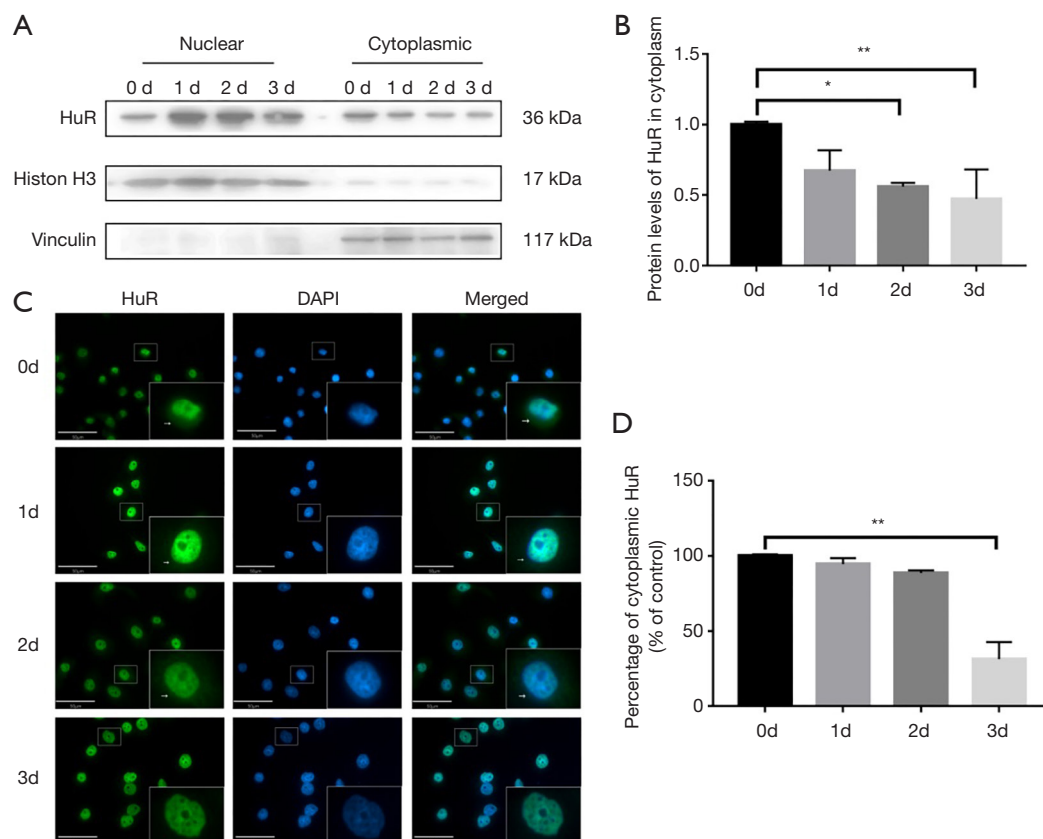 A
Nuclear Cytoplasmic
0 d 1 d 2 d 3 d 0 d 1 d 2 d 3 d
HuR 36 kDa
Histon H3 17 kDa
Vinculin 117 kDa
B
Protein levels of HuR in cytoplasm
1.5
1.0
0.5
0.0
**
*
0d 1d 2d 3d
C
HuR DAPI Merged
0d
1d
2d
3d
D
Percentage of cytoplasmic HuR
(% of control)
150
100
50
0
**
0d 1d 2d 3d